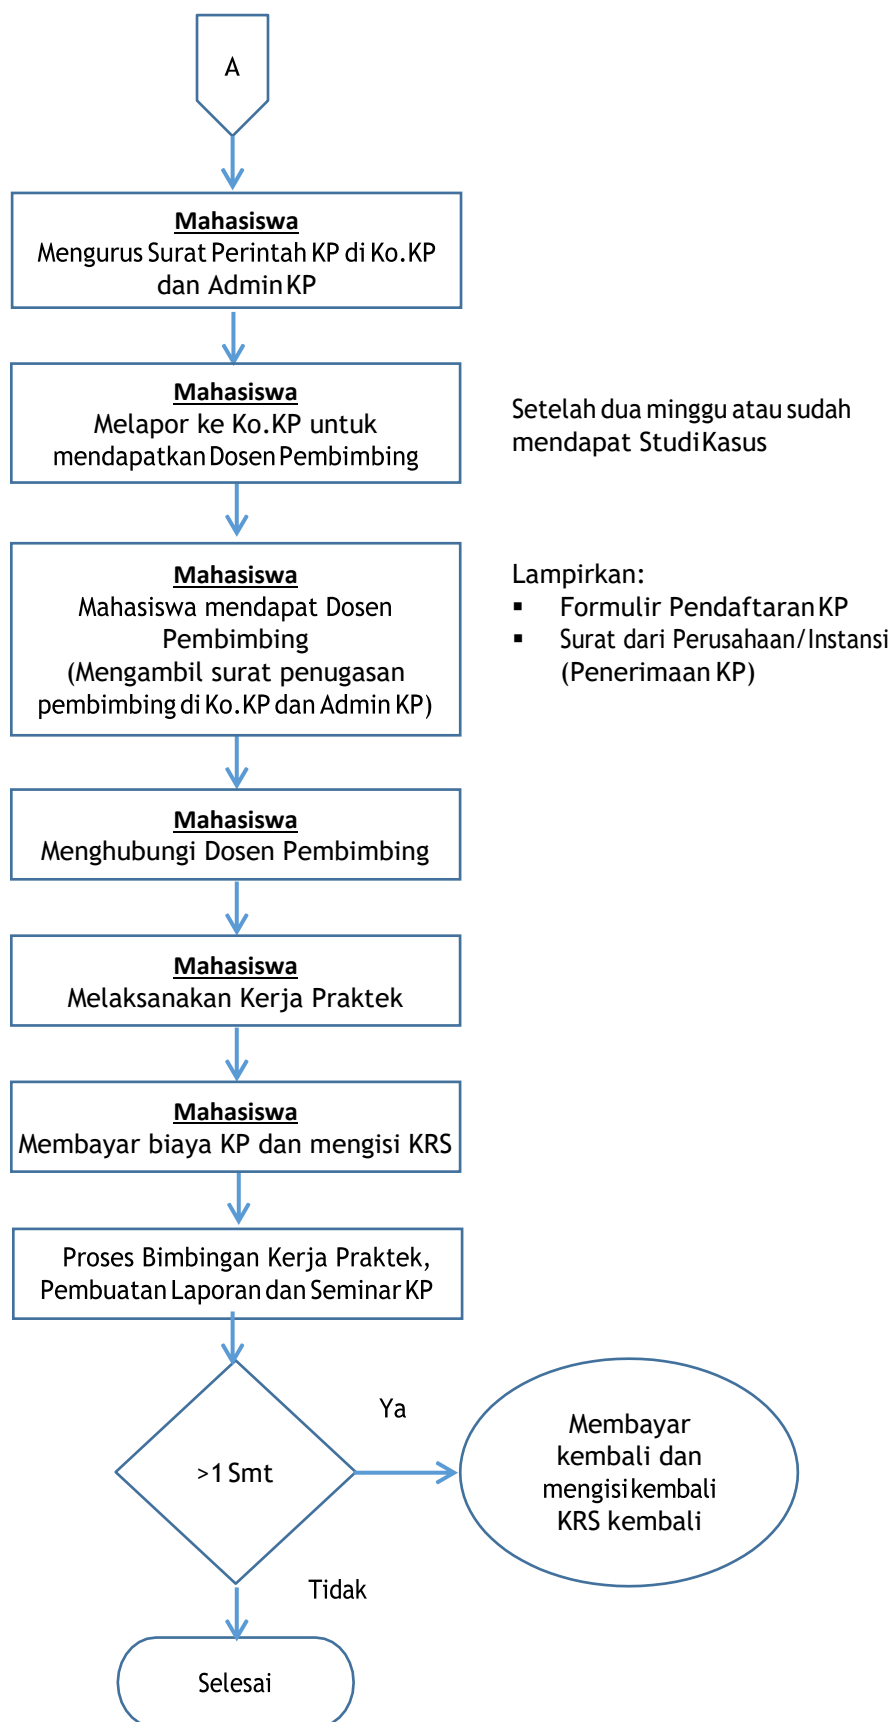 A
Mahasiswa
Mengurus Surat Perintah KP di Ko.KP
dan Admin KP
Mahasiswa
Melapor ke Ko.KP untuk
mendapatkan Dosen Pembimbing
Setelah dua minggu atau sudah
mendapat Studi Kasus
Mahasiswa
Mahasiswa mendapat Dosen
Pembimbing
(Mengambil surat penugasan
pembimbing di Ko.KP dan Admin KP)
Lampirkan:
▪ Formulir Pendaftaran KP
▪ Surat dari Perusahaan/Instansi
(Penerimaan KP)
Mahasiswa
Menghubungi Dosen Pembimbing
Mahasiswa
Melaksanakan Kerja Praktek
Mahasiswa
Membayar biaya KP dan mengisi KRS
Proses Bimbingan Kerja Praktek,
Pembuatan Laporan dan Seminar KP
>1 Smt
Ya
Membayar
kembali dan
mengisi kembali
KRS kembali
Tidak
Selesai